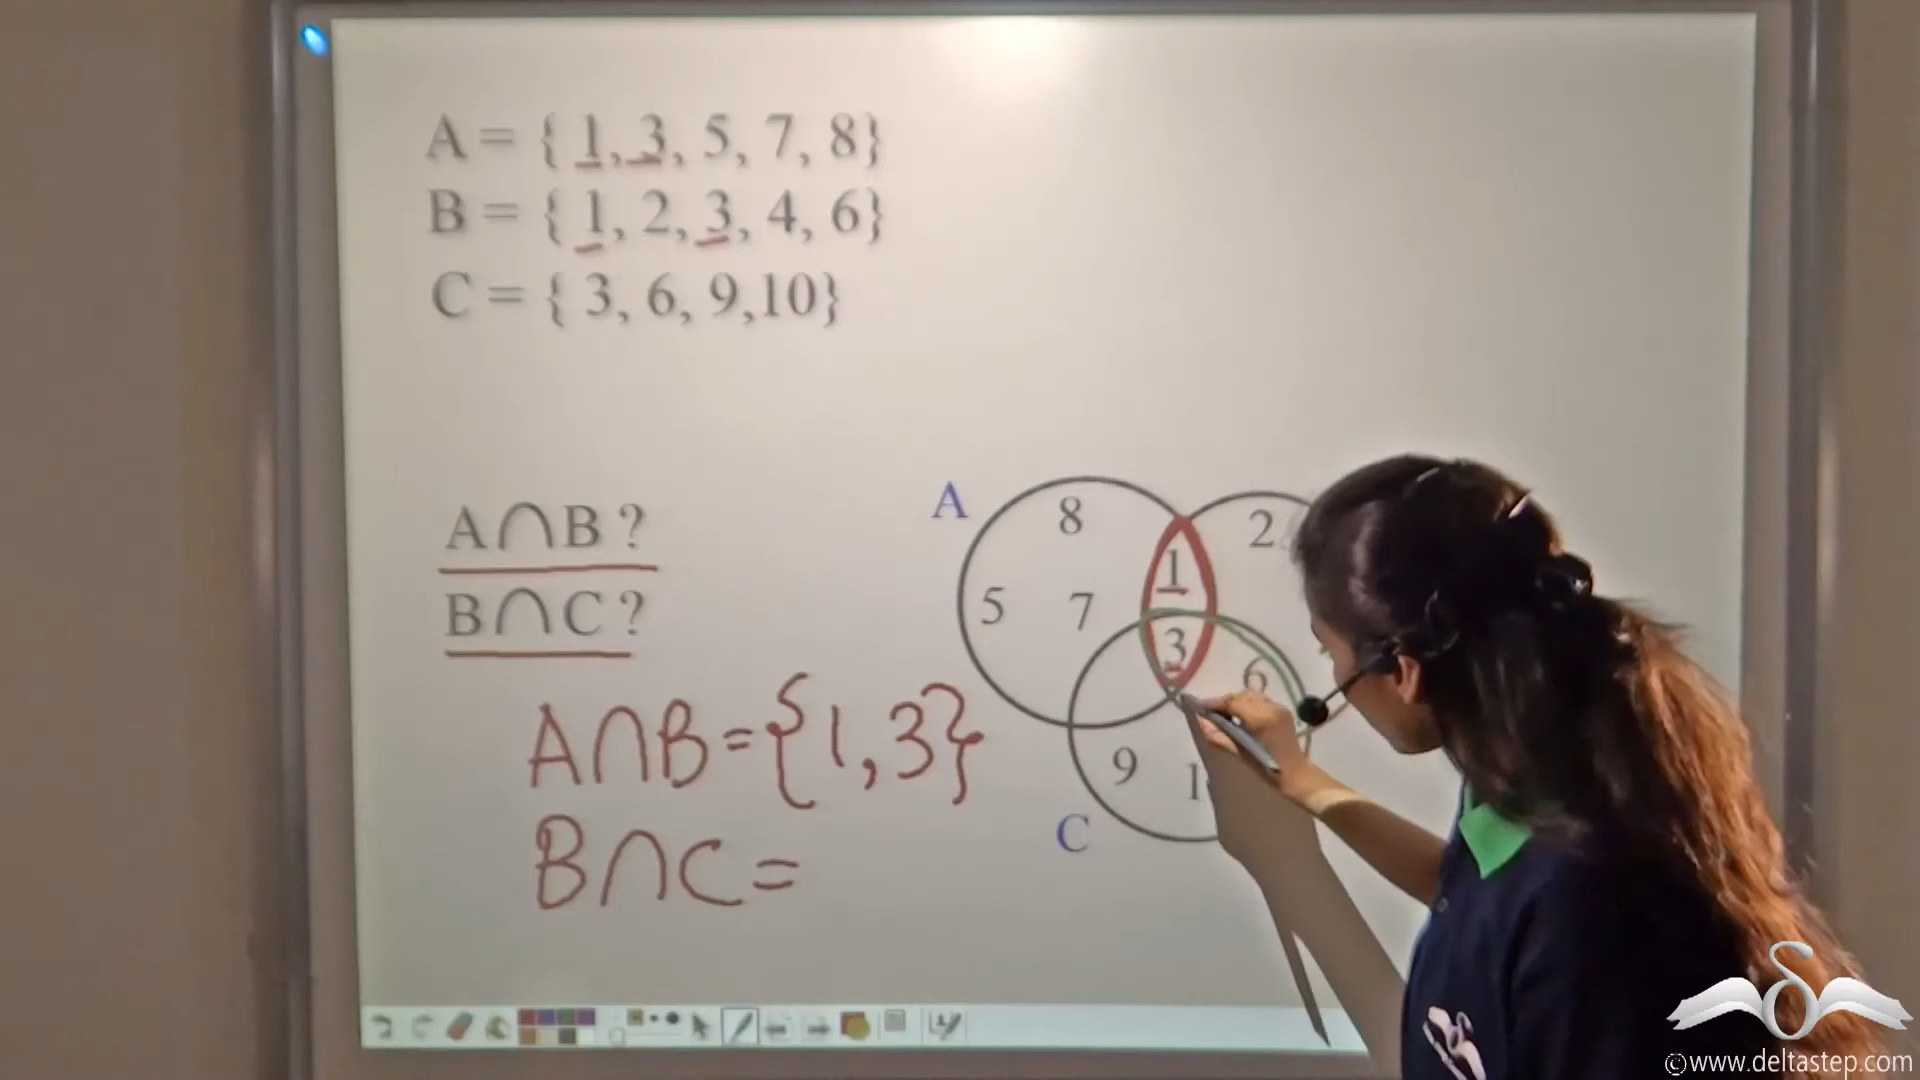 A = { 1, 3, 5, 7, 8}
B = { 1, 2, 3, 4, 6}
C = { 3, 6, 9,10}
A∩B ?
B∩C ?
A∩B={1,3}
B∩C=
A
8
2
1
5
7
3
6
9
1
C
©www.deltastep.com